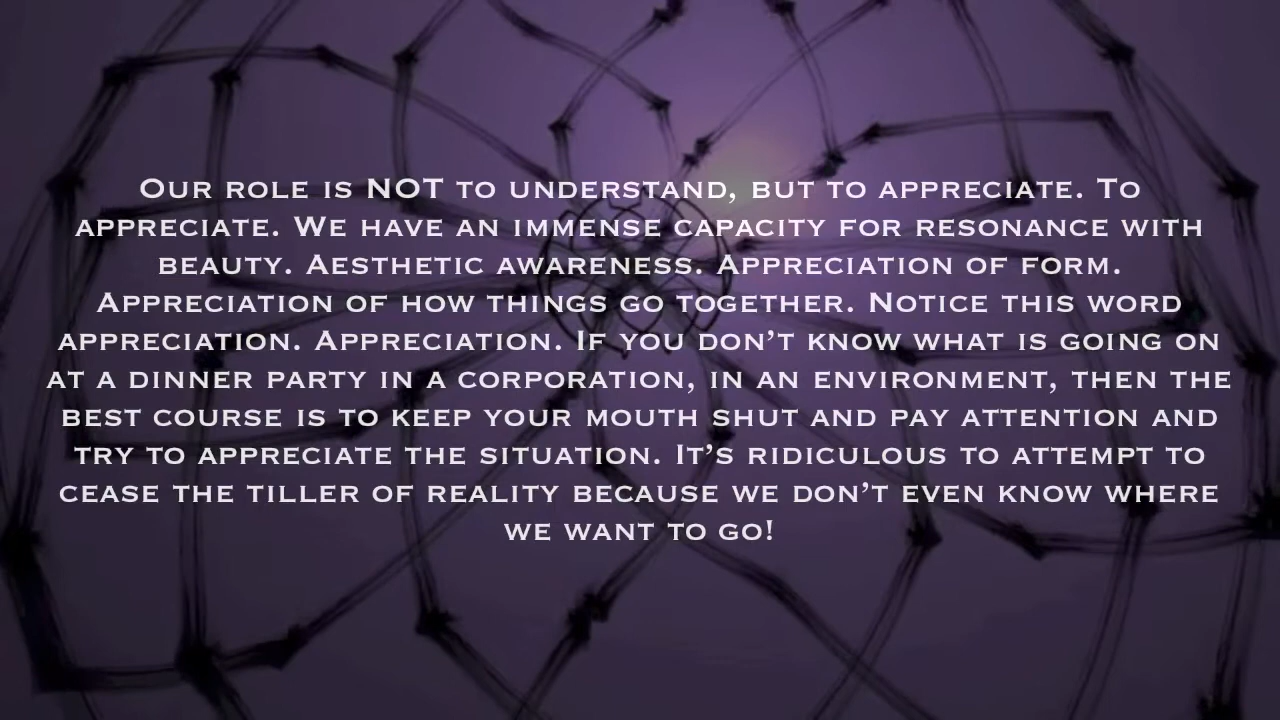 Our role is NOT to understand, but to appreciate. To
appreciate. We have an immense capacity for resonance with
beauty. Aesthetic awareness. Appreciation of form.
Appreciation of how things go together. Notice this word
appreciation. Appreciation. If you don’t know what is going on
at a dinner party in a corporation, in an environment, then the
best course is to keep your mouth shut and pay attention and
try to appreciate the situation. It’s ridiculous to attempt to
cease the tiller of reality because we don’t even know where
we want to go!